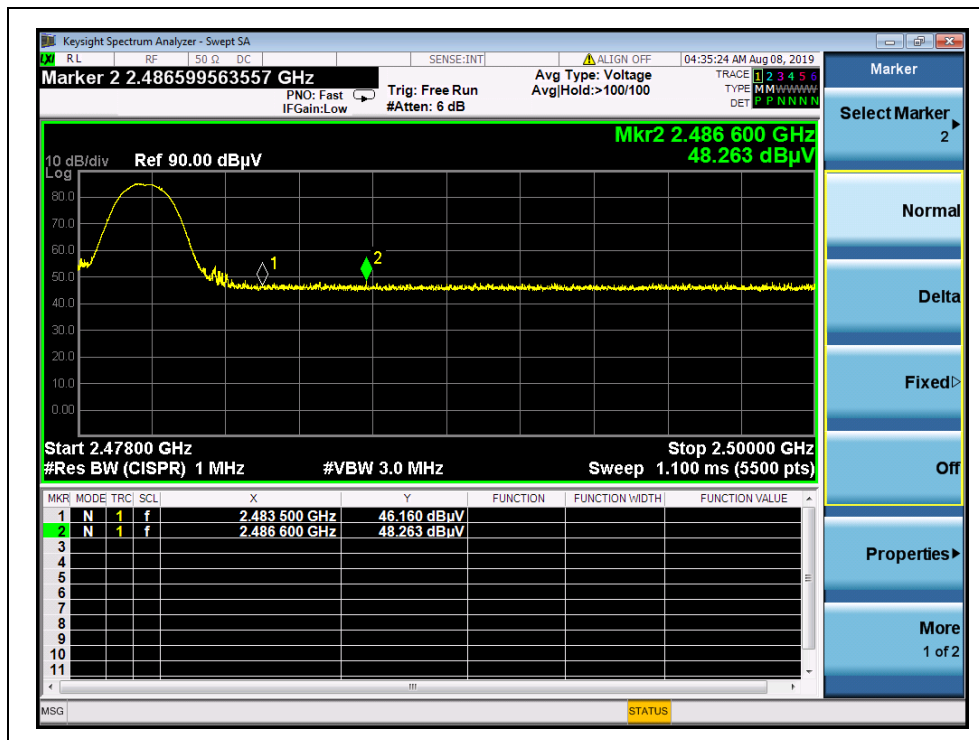 Keysight Spectrum Analyzer - Swept SA
LXI RL RF 50 Ω DC SENSE:INT ALIGN OFF 04:35:24 AM Aug 08, 2019
Marker 2 2.486599563557 GHz
PNO: Fast
IFGain:Low
Trig: Free Run
#Atten: 6 dB
Avg Type: Voltage
Avg|Hold:>100/100
TRACE 1 2 3 4 5 6
TYPE M M W W W W
DET P P N N N N
Mkr2 2.486 600 GHz
48.263 dBµV
10 dB/div Ref 90.00 dBµV
Log
80.0
70.0
60.0
50.0
40.0
30.0
20.0
10.0
0.00
1
2
Start 2.47800 GHz Stop 2.50000 GHz
#Res BW (CISPR) 1 MHz #VBW 3.0 MHz Sweep 1.100 ms (5500 pts)
MKR MODE TRC SCL X Y FUNCTION FUNCTION WIDTH FUNCTION VALUE
1 N 1 f 2.483 500 GHz 46.160 dBµV
2 N 1 f 2.486 600 GHz 48.263 dBµV
3
4
5
6
7
8
9
10
11
MSG STATUS
Marker
Select Marker
2
Normal
Delta
Fixed
Off
Properties
More
1 of 2